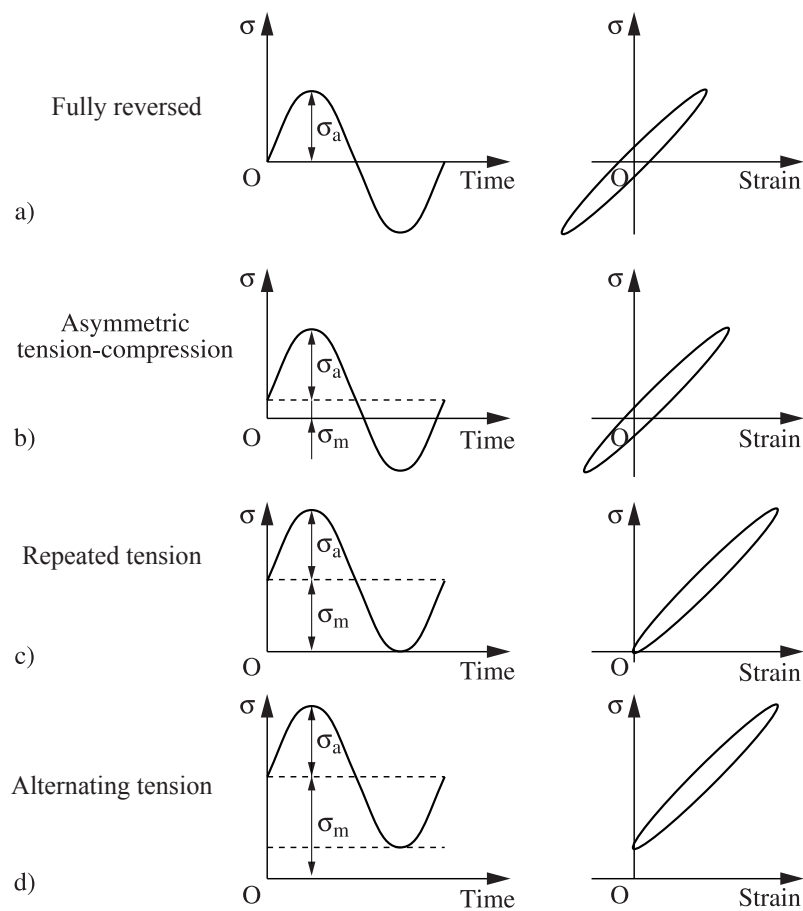 σ
σ
Fully reversed
σa
O
Time
O
Strain
a)
σ
σ
Asymmetric
tension-compression
σa
O
σm
Time
O
Strain
b)
σ
σ
Repeated tension
σa
σm
O
Time
O
Strain
c)
σ
σ
Alternating tension
σa
σm
O
Time
O
Strain
d)